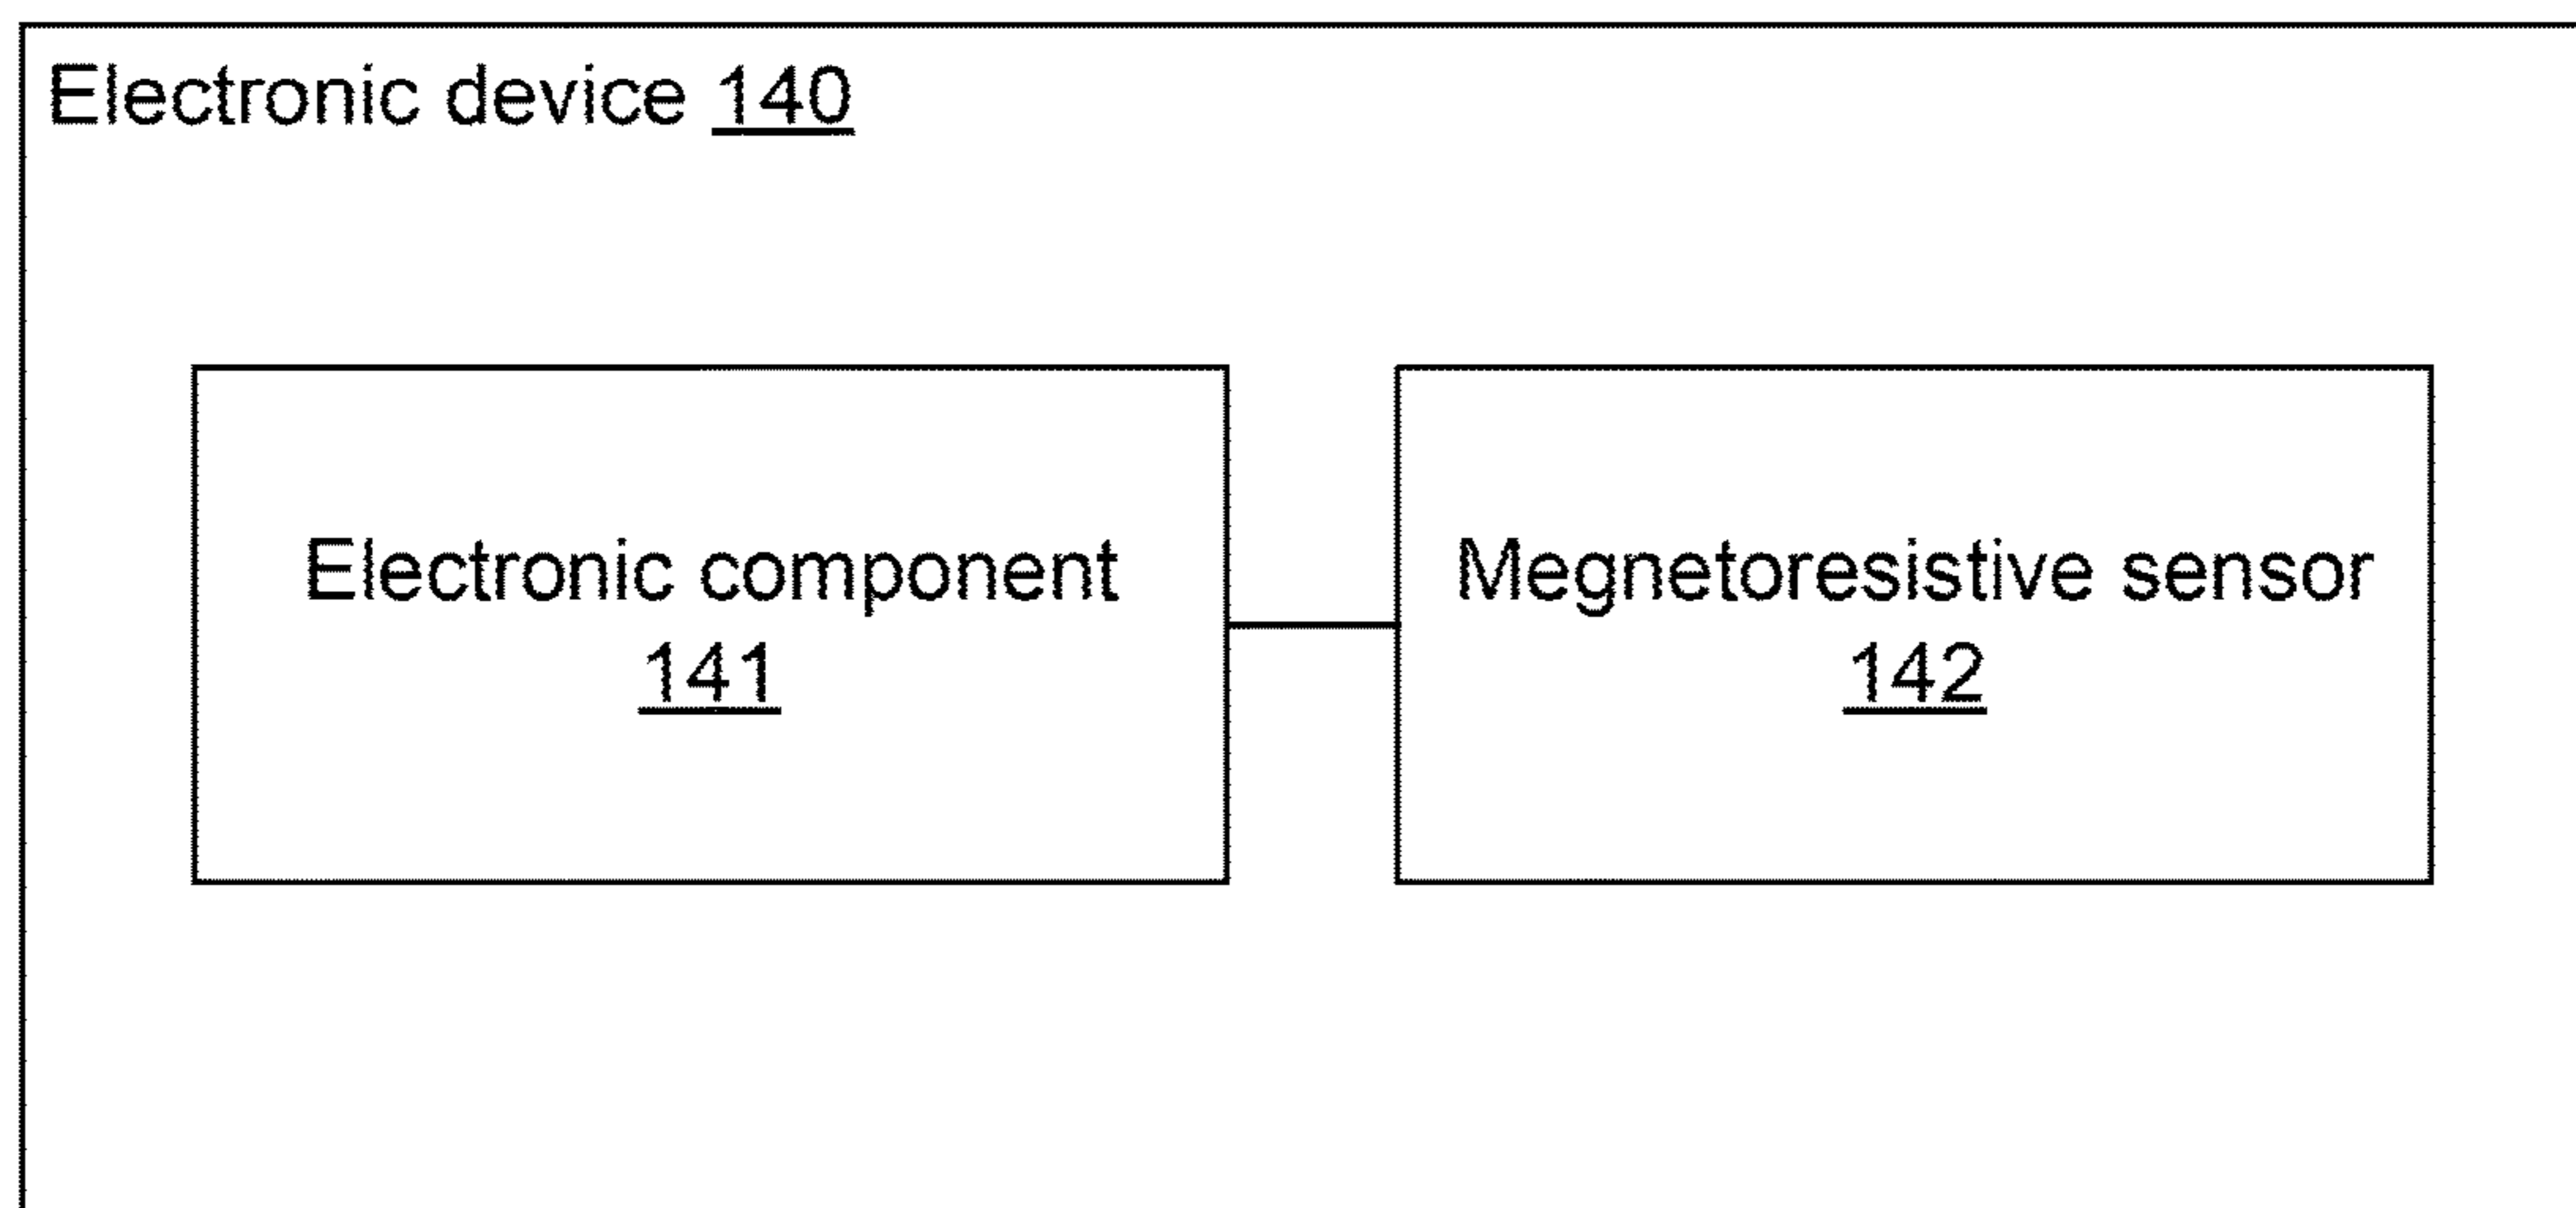 Electronic device 140
Electronic component
141
Megnetoresistive sensor
142